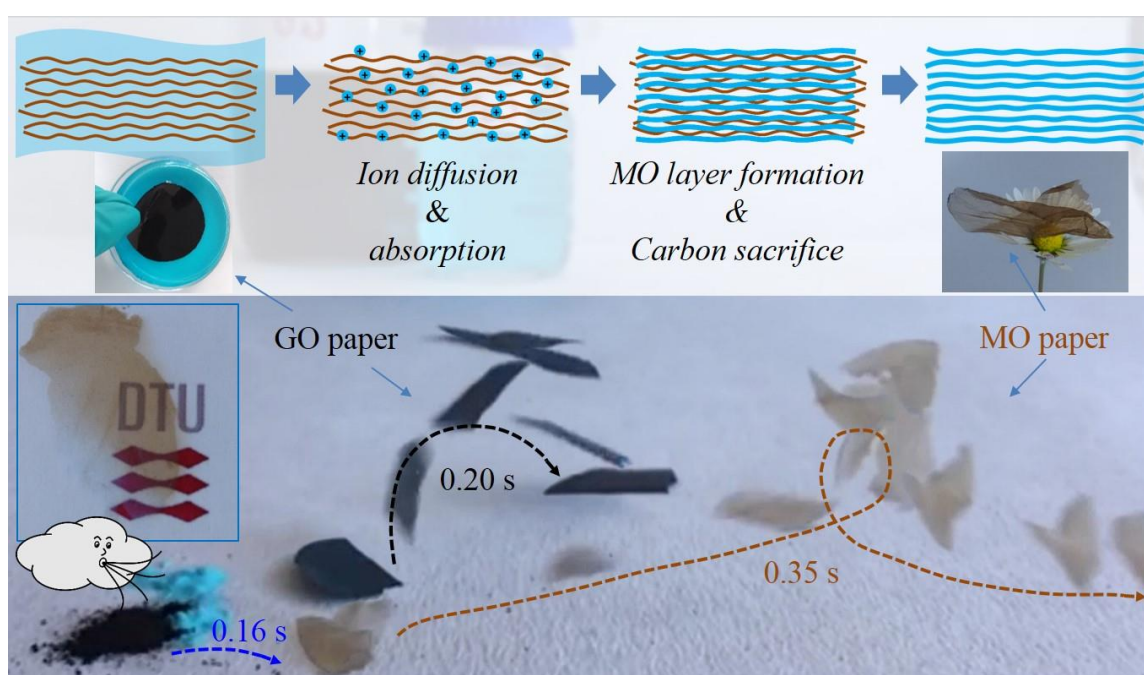 Ion diffusion
&
absorption
MO layer formation
&
Carbon sacrifice
GO paper
MO paper
DTU
0.20 s
0.35 s
0.16 s